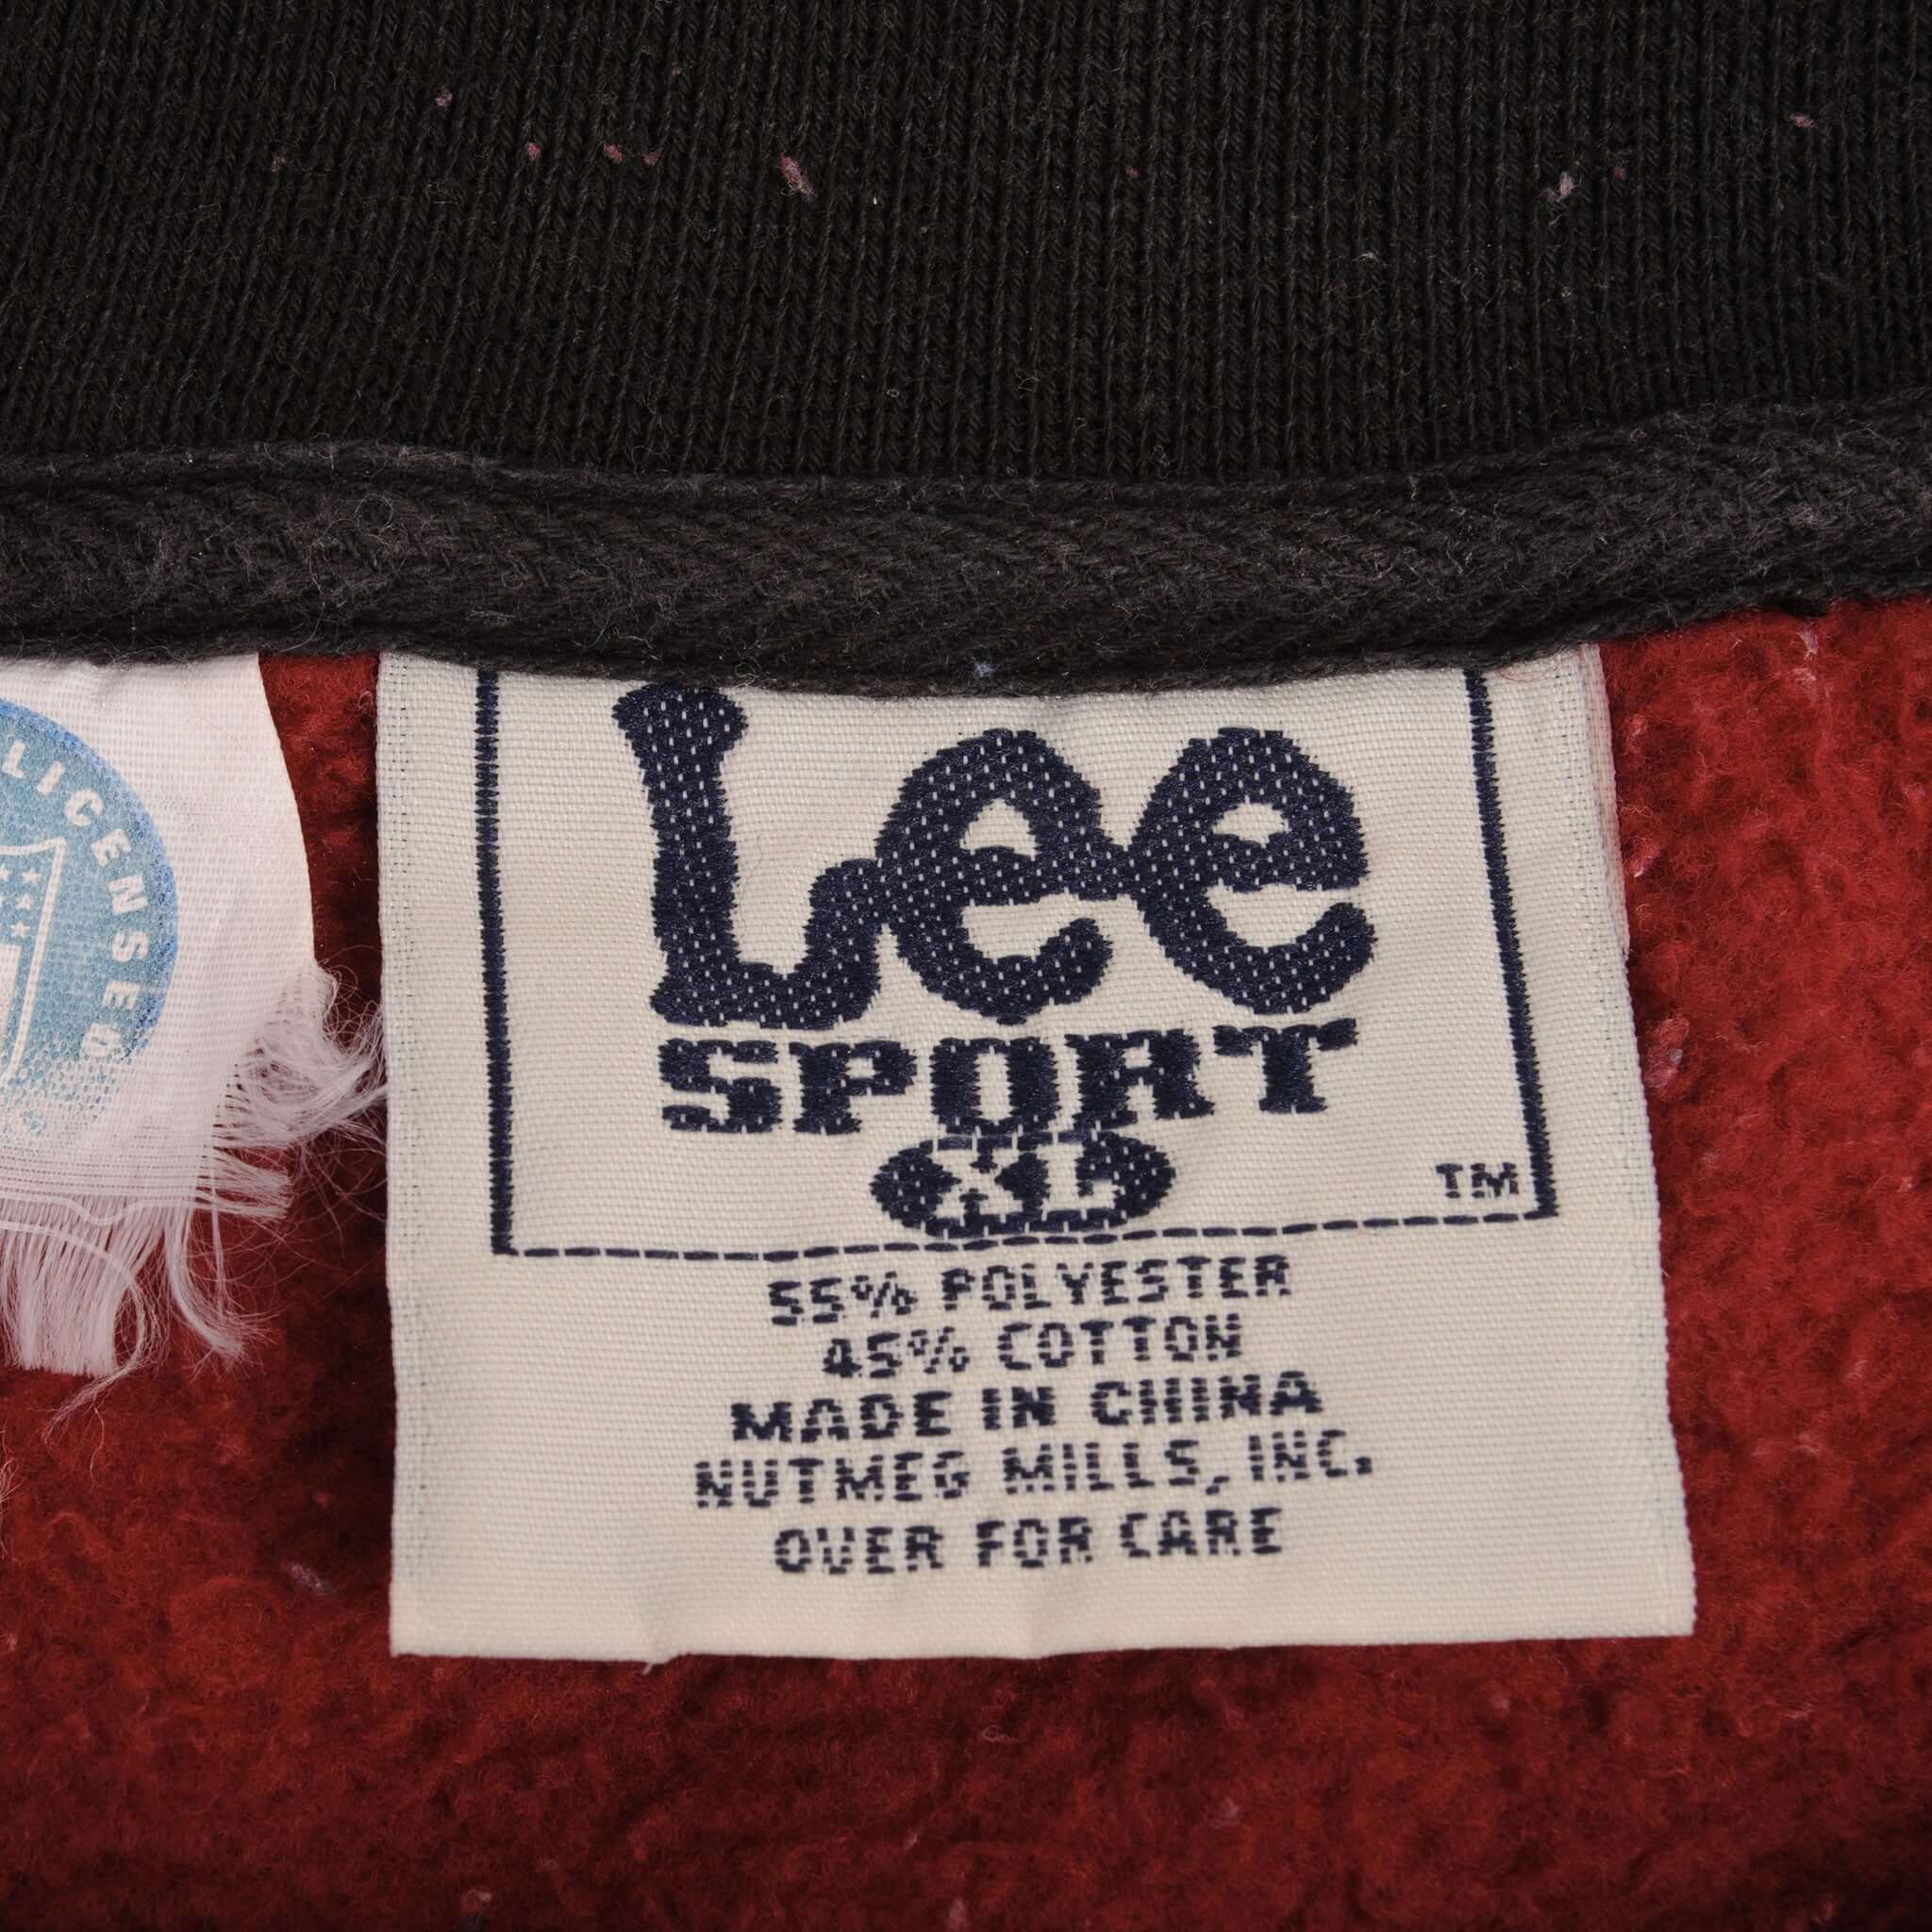 LICENSED
Lee
SPORT
XL
TM
55% POLYESTER
45% COTTON
MADE IN CHINA
NUTMEG MILLS, INC.
OVER FOR CARE